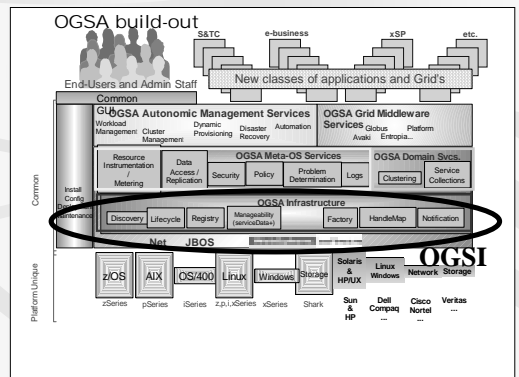 OGSA build-out
S&TC e-business xSP etc.
New classes of applications and Grid's
End-Users and Admin Staff
Common
GUI
OGSA Autonomic Management Services
Workload Management
Cluster Management
Dynamic Provisioning
Disaster Recovery
Automation
OGSA Grid Middleware Services
Globus Platform
Avaki Entropia...
Common
Install
Config
OGSA Meta-OS Services
Resource
Instrumentation
/
Metering
Data
Access /
Replication
Security
Policy
Problem
Determination
Logs
OGSA Domain Svcs.
Clustering
Service
Collections
OGSA Infrastructure
Discovery
Lifecycle
Registry
Manageability
(serviceData+)
Factory
HandleMap
Notification
Net JBOS
OGSI
Platform Unique
z/OS
AIX
OS/400
Linux
Windows
Storage
Solaris
&
HP/UX
Linux
Windows
Network
Storage
zSeries
pSeries
iSeries
z,p,i,xSeries
xSeries
Shark
Sun
&
HP
Dell
Compaq
...
Cisco
Nortel
...
Veritas
...